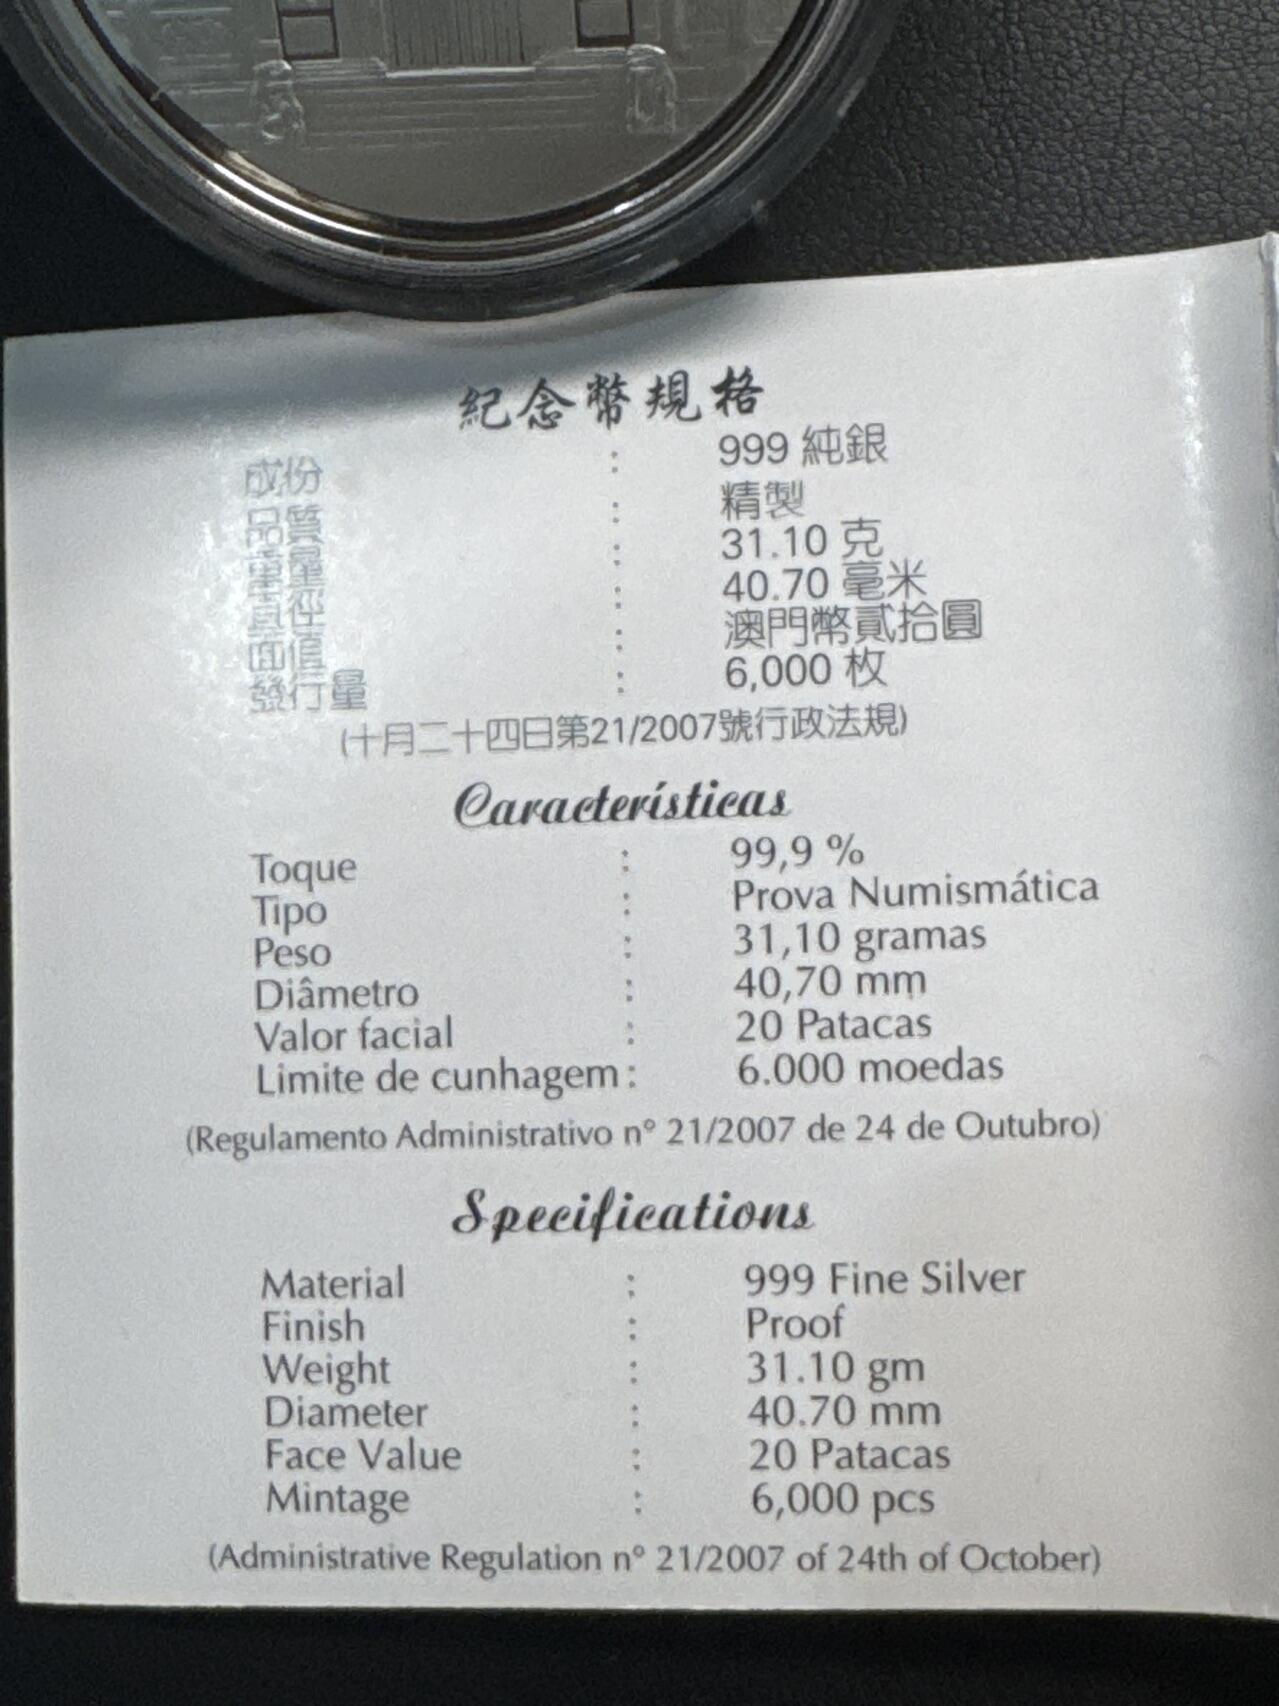 紀念幣規格
成份 : 999 純銀
品質 : 精製
重量 : 31.10 克
直徑 : 40.70 毫米
面值 : 澳門幣貳拾圓
發行量 : 6,000 枚
(十月二十四日第21/2007號行政法規)
Características
Toque : 99,9 %
Tipo : Prova Numismática
Peso : 31,10 gramas
Diâmetro : 40,70 mm
Valor facial : 20 Patacas
Limite de cunhagem : 6.000 moedas
(Regulamento Administrativo nº 21/2007 de 24 de Outubro)
Specifications
Material : 999 Fine Silver
Finish : Proof
Weight : 31.10 gm
Diameter : 40.70 mm
Face Value : 20 Patacas
Mintage : 6,000 pcs
(Administrative Regulation nº 21/2007 of 24th of October)